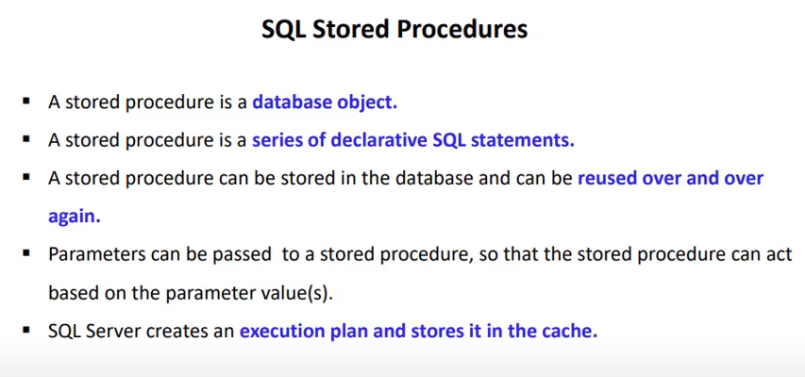 SQL Stored Procedures
▪ A stored procedure is a database object.
▪ A stored procedure is a series of declarative SQL statements.
▪ A stored procedure can be stored in the database and can be reused over and over
again.
▪ Parameters can be passed  to a stored procedure, so that the stored procedure can act
based on the parameter value(s).
▪ SQL Server creates an execution plan and stores it in the cache.